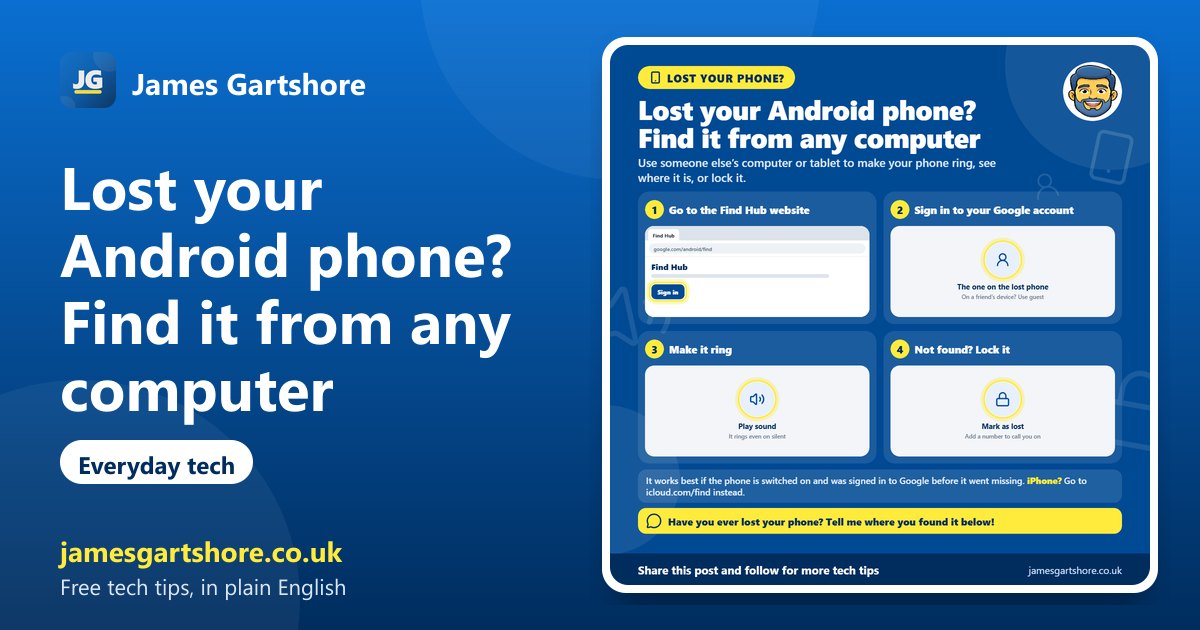 JG
James Gartshore
Lost your
Android phone?
Find it from any
computer
Everyday tech
jamesgartshore.co.uk
Free tech tips, in plain English
LOST YOUR PHONE?
Lost your Android phone?
Find it from any computer
Use someone else's computer or tablet to make your phone ring, see
where it is, or lock it.
1 Go to the Find Hub website
Find Hub
google.com/android/find
Find Hub
Sign in
2 Sign in to your Google account
The one on the lost phone
On a friend's device? Use guest
3 Make it ring
Play sound
It rings even on silent
4 Not found? Lock it
Mark as lost
Add a number to call you on
It works best if the phone is switched on and was signed in to Google before it went missing. iPhone? Go to
icloud.com/find instead.
Have you ever lost your phone? Tell me where you found it below!
Share this post and follow for more tech tips
jamesgartshore.co.uk